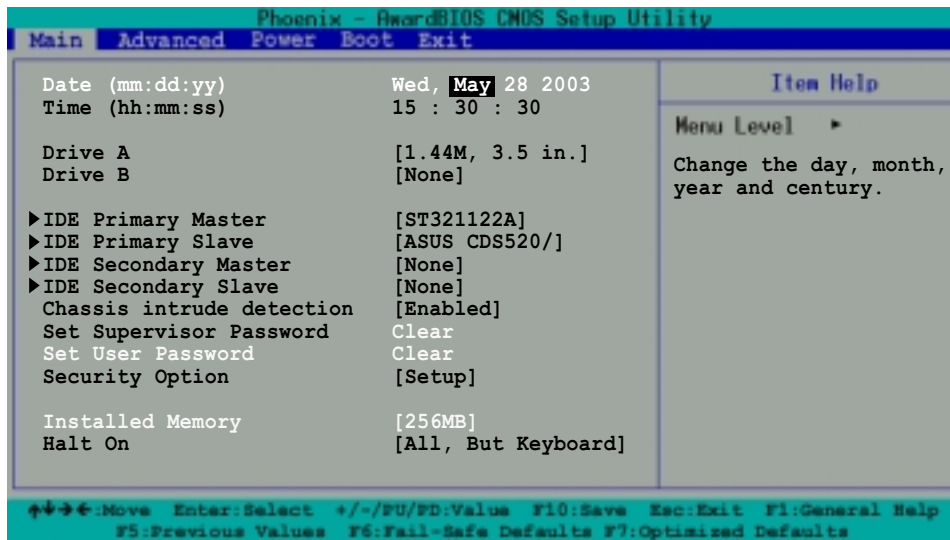 Phoenix - AwardBIOS CMOS Setup Utility
Main Advanced Power Boot Exit
Date (mm:dd:yy) Wed, May 28 2003
Time (hh:mm:ss) 15 : 30 : 30
Drive A [1.44M, 3.5 in.]
Drive B [None]
IDE Primary Master [ST321122A]
IDE Primary Slave [ASUS CDS520/]
IDE Secondary Master [None]
IDE Secondary Slave [None]
Chassis intrude detection [Enabled]
Set Supervisor Password Clear
Set User Password Clear
Security Option [Setup]
Installed Memory [256MB]
Halt On [All, But Keyboard]
Item Help
Menu Level
Change the day, month,
year and century.
↑↓→←:Move Enter:Select +/-/PU/PD:Value F10:Save Esc:Exit F1:General Help
F5:Previous Values F6:Fail-Safe Defaults F7:Optimized Defaults